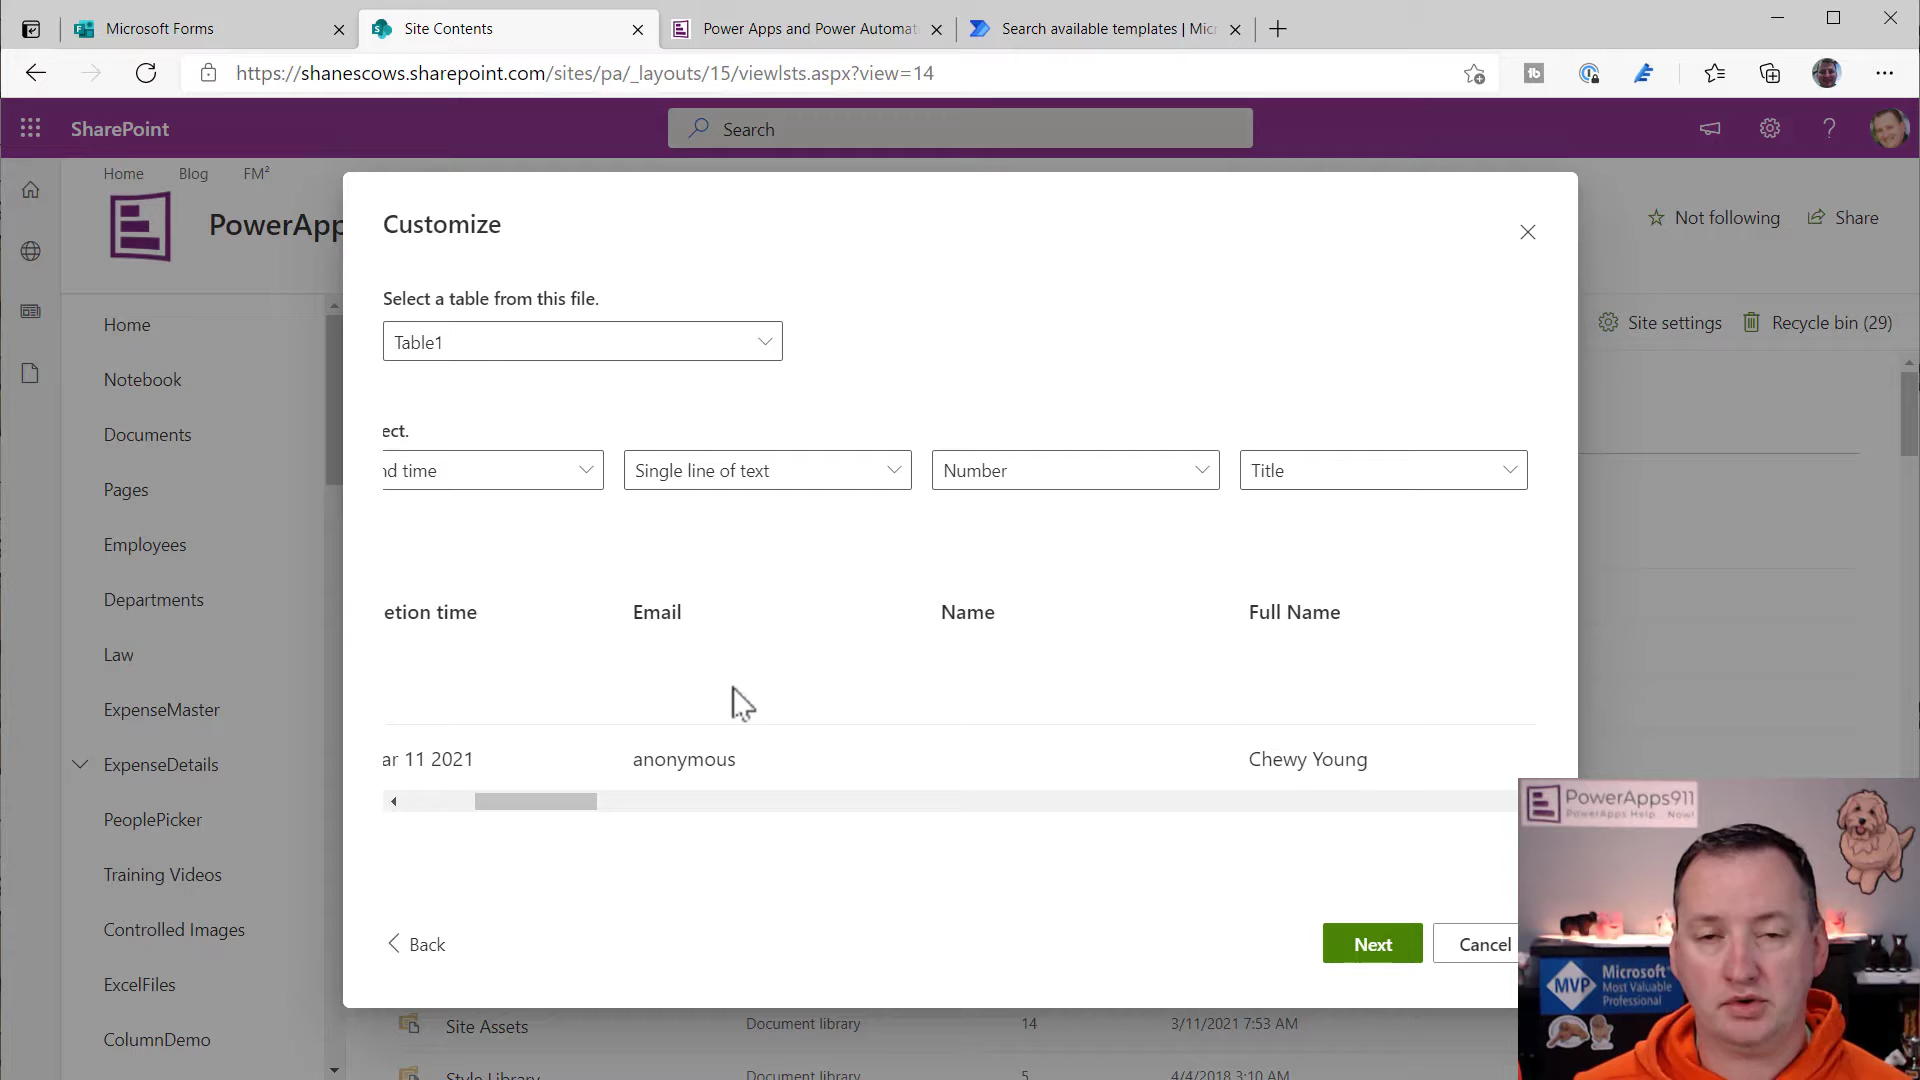 Microsoft Forms
Site Contents
Power Apps and Power Automat
Search available templates | Micr
https://shanescows.sharepoint.com/sites/pa/_layouts/15/viewlsts.aspx?view=14
SharePoint
Search
Home
Blog
FM²
PowerApp
Not following
Share
Site settings
Recycle bin (29)
Home
Notebook
Documents
Pages
Employees
Departments
Law
ExpenseMaster
ExpenseDetails
PeoplePicker
Training Videos
Controlled Images
ExcelFiles
ColumnDemo
Customize
Select a table from this file.
Table1
ect.
nd time
Single line of text
Number
Title
etion time
Email
Name
Full Name
ar 11 2021
anonymous
Chewy Young
Back
Next
Cancel
Site Assets
Document library
14
3/11/2021 7:53 AM
Style Library
Document library
5
4/4/2018 3:10 AM
PowerApps911
PowerApps Help... Now!
MVP
Microsoft
Most Valuable
Professional